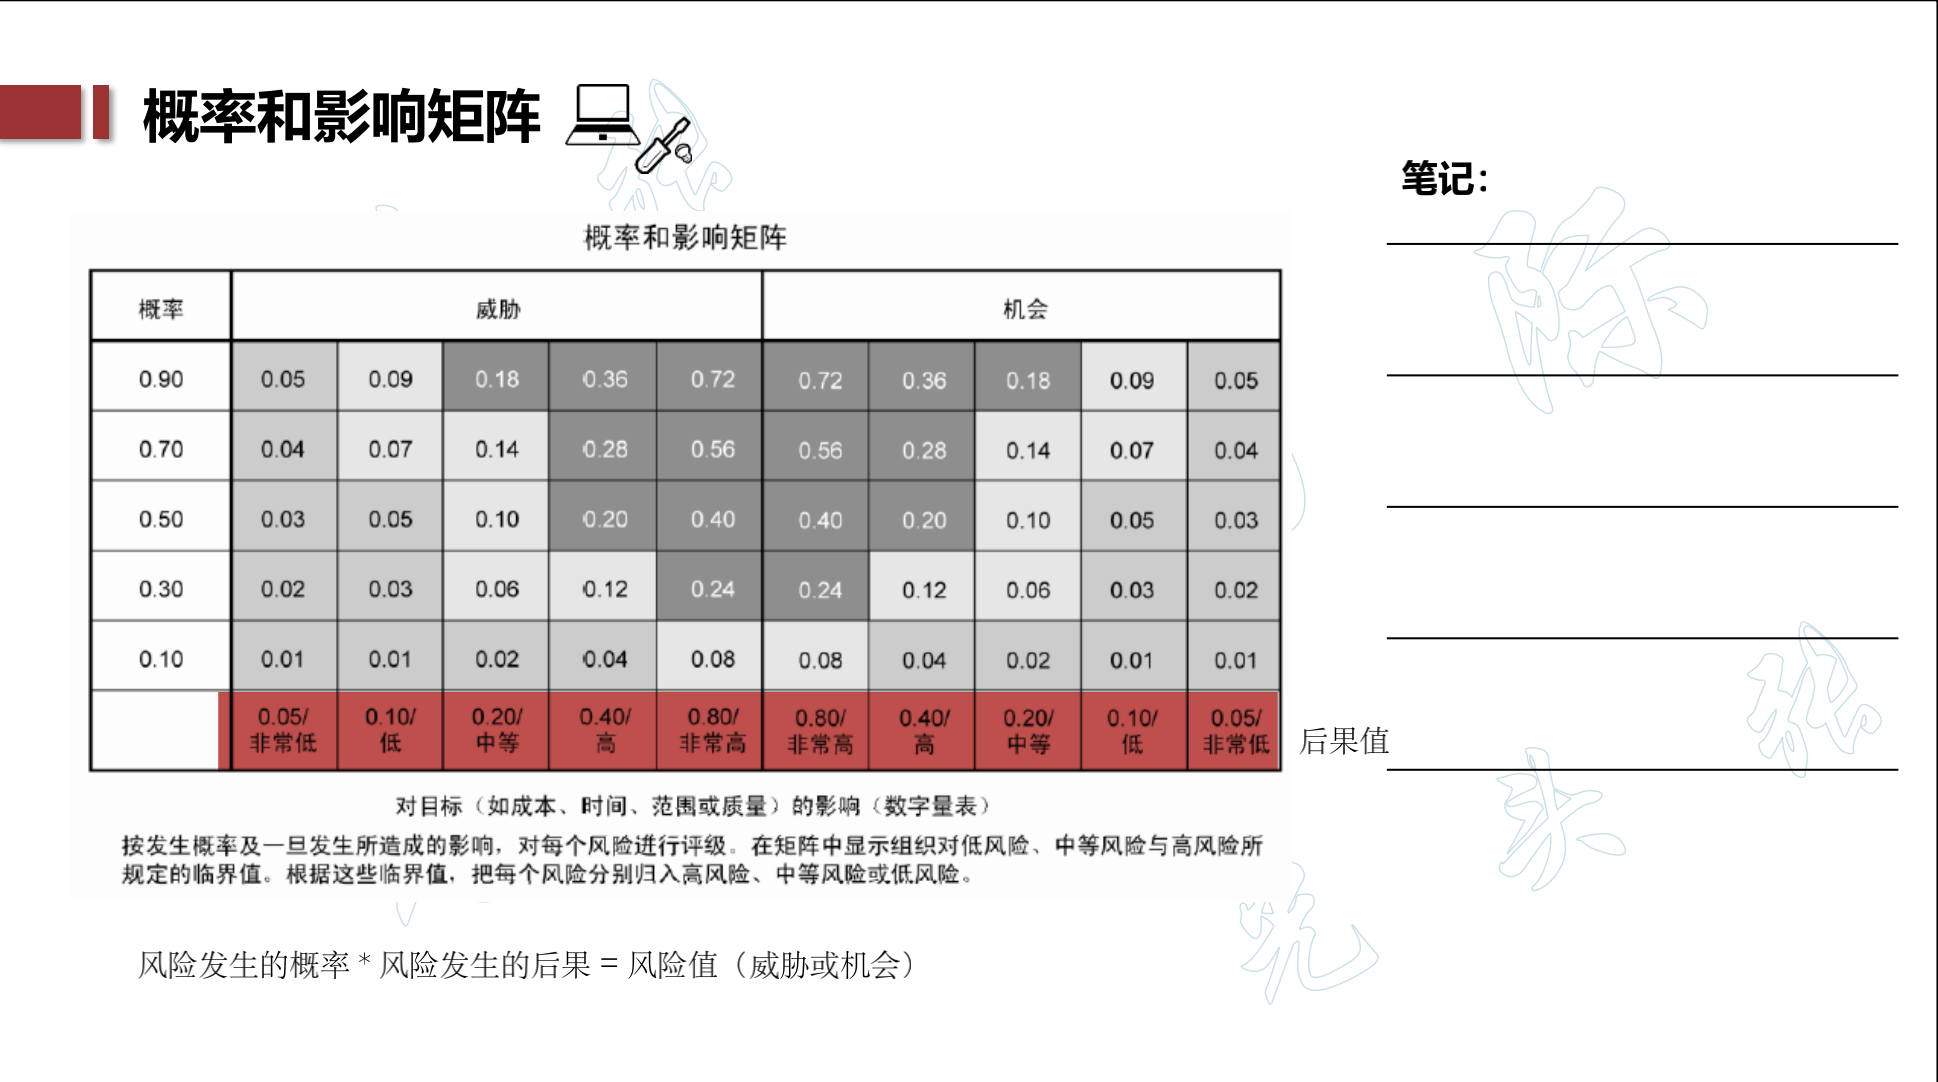 概率和影响矩阵
笔记：
概率和影响矩阵
概率 威胁 机会
0.90 0.05 0.09 0.18 0.36 0.72 0.72 0.36 0.18 0.09 0.05
0.70 0.04 0.07 0.14 0.28 0.56 0.56 0.28 0.14 0.07 0.04
0.50 0.03 0.05 0.10 0.20 0.40 0.40 0.20 0.10 0.05 0.03
0.30 0.02 0.03 0.06 0.12 0.24 0.24 0.12 0.06 0.03 0.02
0.10 0.01 0.01 0.02 0.04 0.08 0.08 0.04 0.02 0.01 0.01
0.05/ 0.10/ 0.20/ 0.40/ 0.80/ 0.80/ 0.40/ 0.20/ 0.10/ 0.05/
非常低 低 中等 高 非常高 非常高 高 中等 低 非常低
后果值
对目标（如成本、时间、范围或质量）的影响（数字量表）
按发生概率及一旦发生所造成的影响，对每个风险进行评级。在矩阵中显示组织对低风险、中等风险与高风险所
规定的临界值。根据这些临界值，把每个风险分别归入高风险、中等风险或低风险。
风险发生的概率 * 风险发生的后果 = 风险值（威胁或机会）